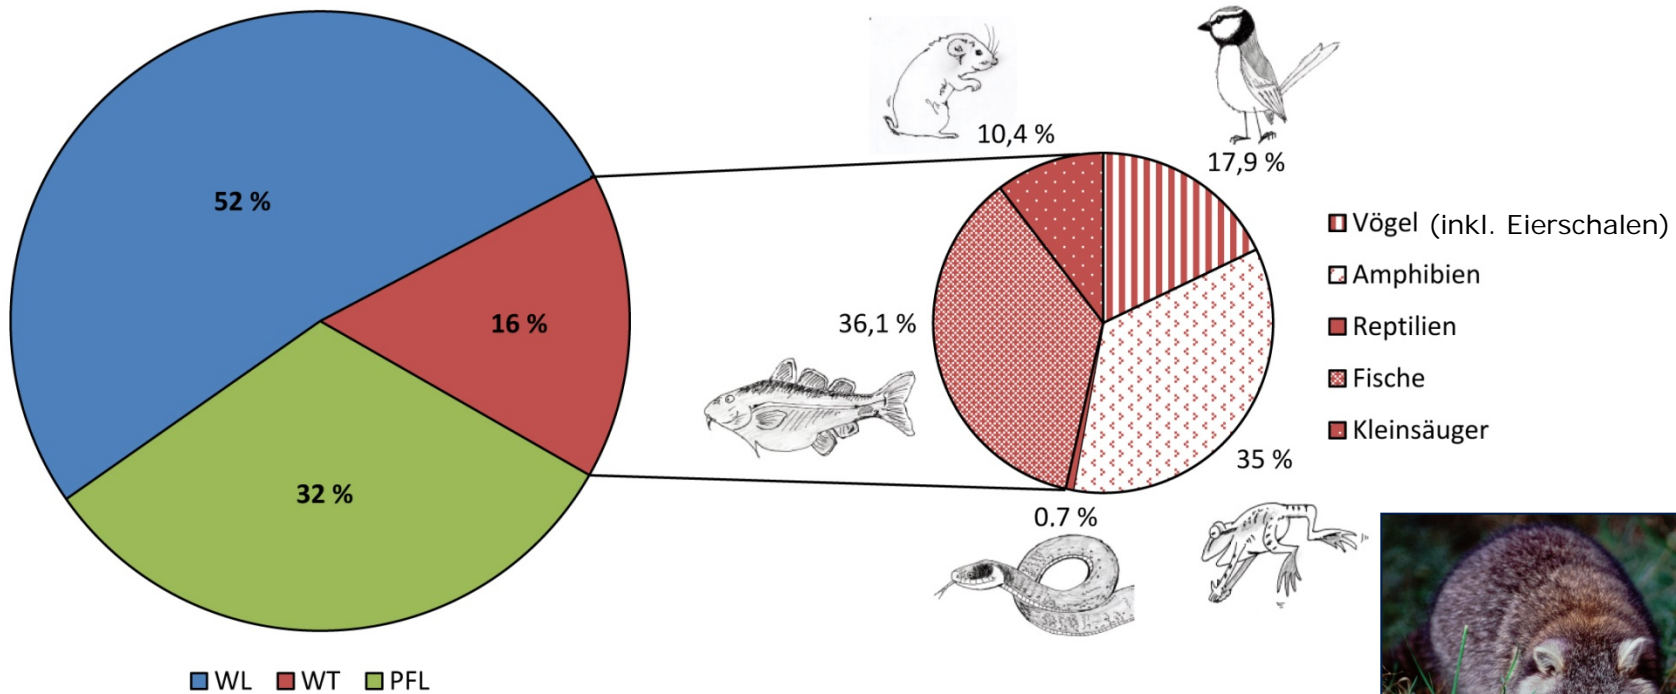 10,4 %
17,9 %
52 %
Vögel (inkl. Eierschalen)
Amphibien
16 %
36,1 %
Reptilien
Fische
Kleinsäuger
35 %
32 %
0.7 %
WL WT PFL